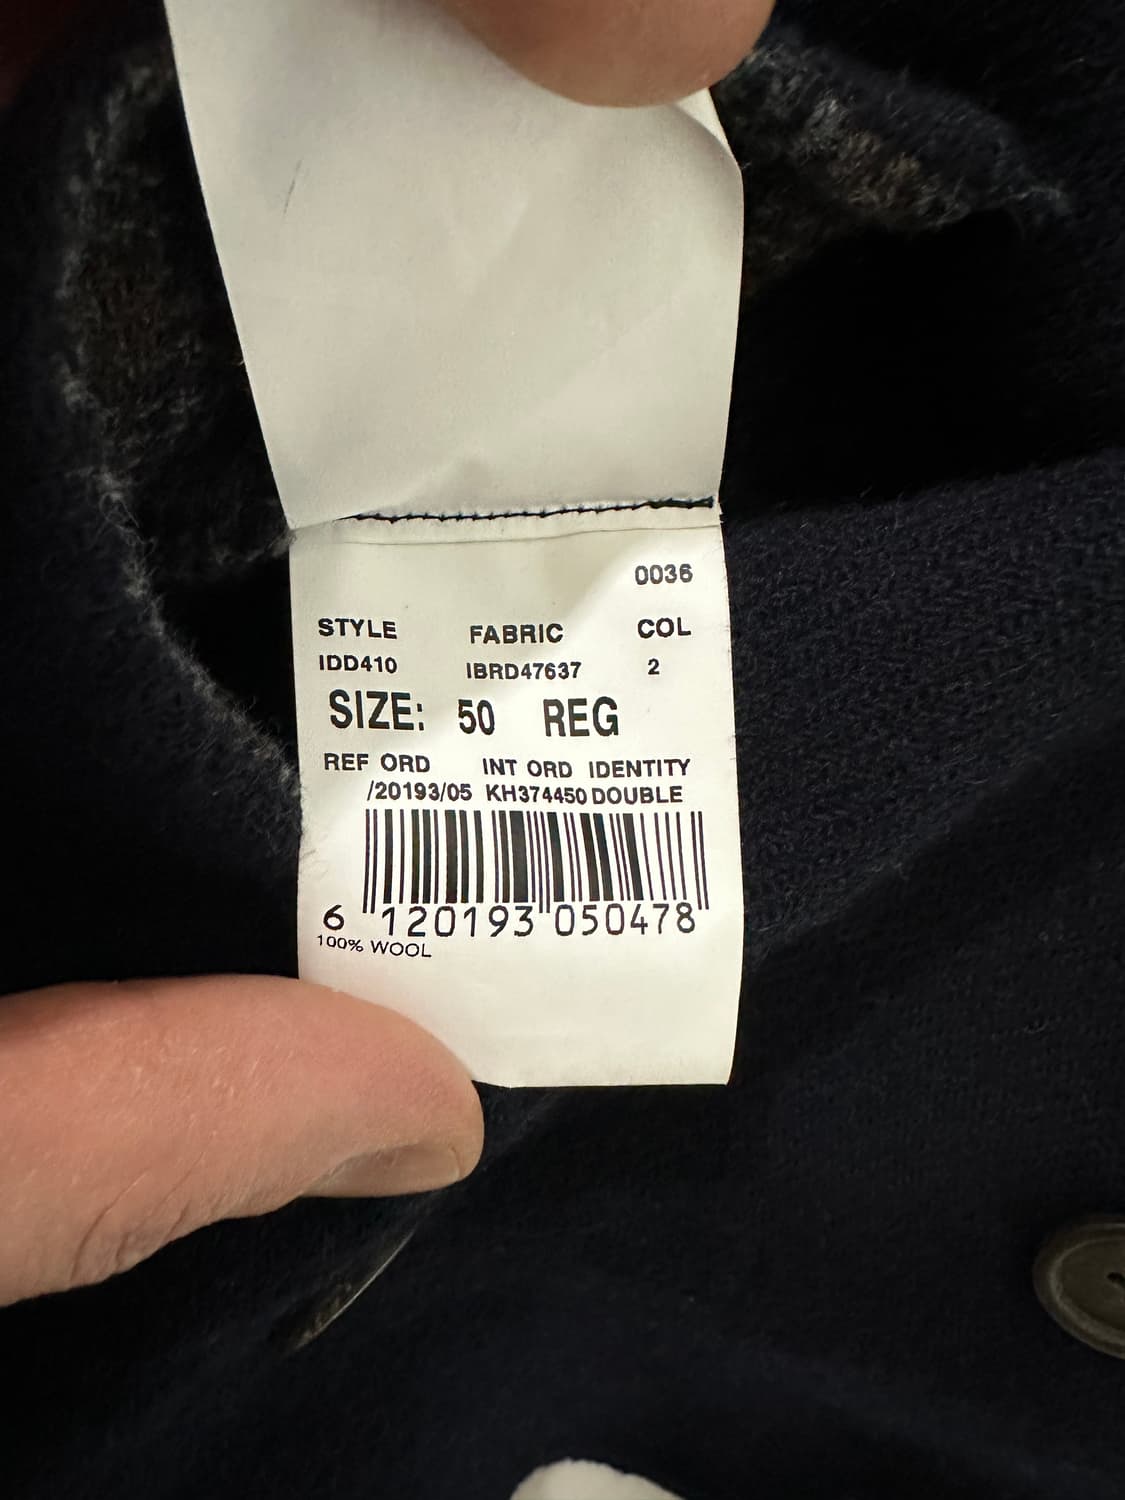 0036
STYLE FABRIC COL
IDD410 IBRD47637 2
SIZE: 50 REG
REF ORD INT ORD IDENTITY
/20193/05 KH374450 DOUBLE
6 120193 050478
100% WOOL